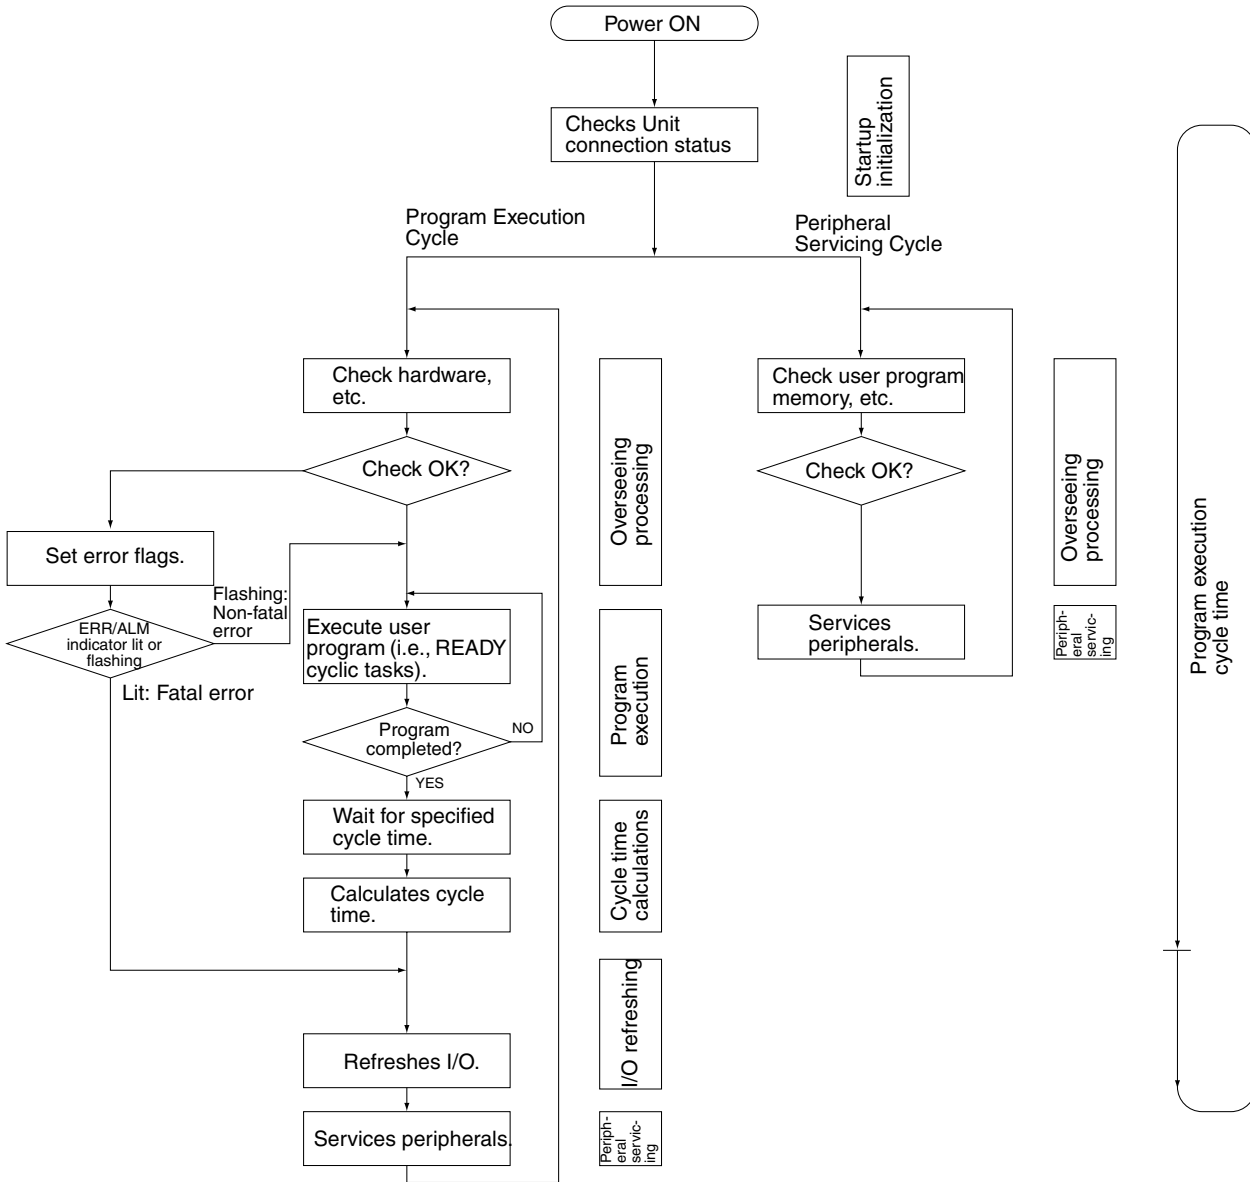 Power ON
Checks Unit
connection status
Startup
initialization
Program Execution
Cycle
Peripheral
Servicing Cycle
Check hardware,
etc.
Check OK?
Set error flags.
Flashing:
Non-fatal
error
ERR/ALM
indicator lit or
flashing
Lit: Fatal error
Execute user
program (i.e., READY
cyclic tasks).
Program
completed?
NO
YES
Wait for specified
cycle time.
Calculates cycle
time.
Refreshes I/O.
Services peripherals.
Overseeing
processing
Program
execution
Cycle time
calculations
I/O refreshing
Periph-
eral
servic-
ing
Check user program
memory, etc.
Check OK?
Services
peripherals.
Overseeing
processing
Periph-
eral
servic-
ing
Program execution
cycle time